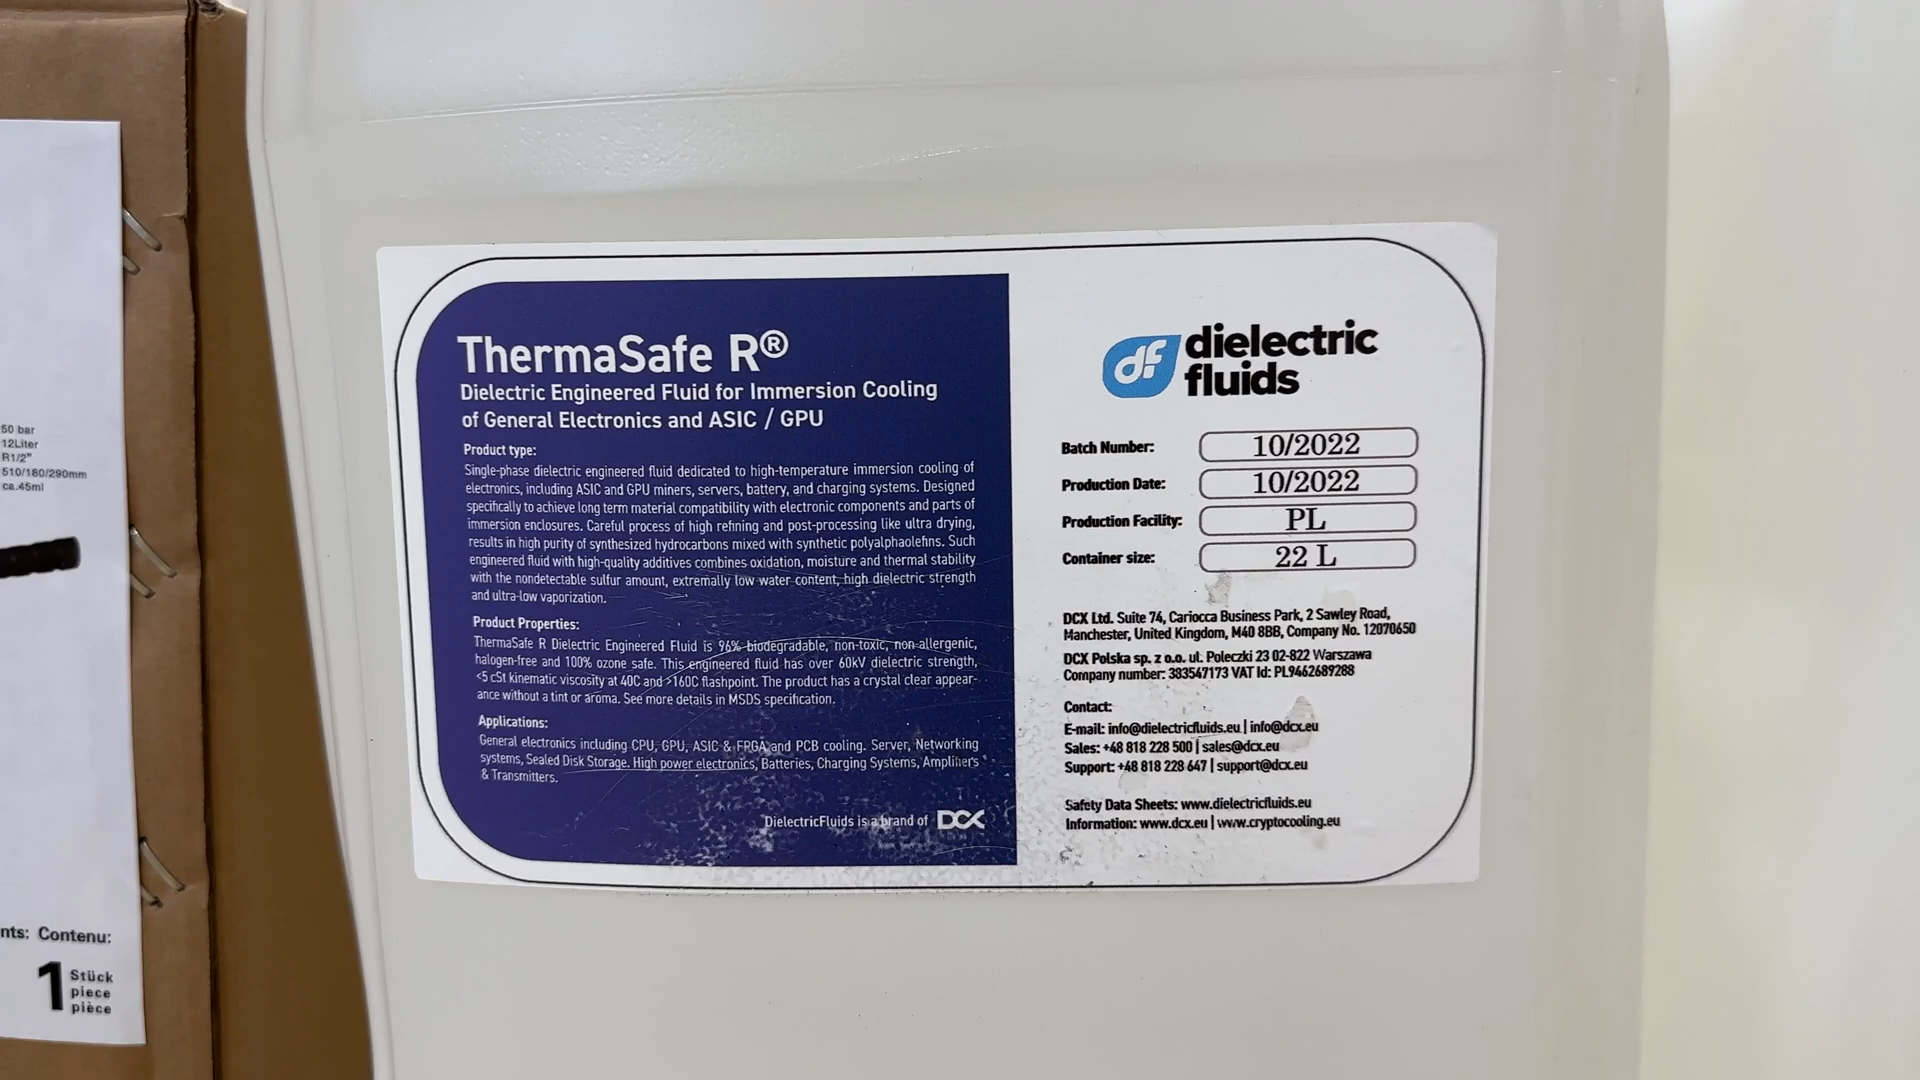 50 bar
12Liter
R1/2"
510/180/290mm
ca.45ml
nts: Contenu:
1 Stück
piece
pièce
ThermaSafe R®
Dielectric Engineered Fluid for Immersion Cooling
of General Electronics and ASIC / GPU
Product type:
Single-phase dielectric engineered fluid dedicated to high-temperature immersion cooling of
electronics, including ASIC and GPU miners, servers, battery, and charging systems. Designed
specifically to achieve long term material compatibility with electronic components and parts of
immersion enclosures. Careful process of high refining and post-processing like ultra drying,
results in high purity of synthesized hydrocarbons mixed with synthetic polyalphaolefins. Such
engineered fluid with high-quality additives combines oxidation, moisture and thermal stability
with the nondetectable sulfur amount, extremally low water content, high dielectric strength
and ultra-low vaporization.
Product Properties:
ThermaSafe R Dielectric Engineered Fluid is 96% biodegradable, non-toxic, non-allergenic,
halogen-free and 100% ozone safe. This engineered fluid has over 60kV dielectric strength,
<5 cSt kinematic viscosity at 40C and >160C flashpoint. The product has a crystal clear appear-
ance without a tint or aroma. See more details in MSDS specification.
Applications:
General electronics including CPU, GPU, ASIC & FPGA and PCB cooling. Server, Networking
systems, Sealed Disk Storage. High power electronics, Batteries, Charging Systems, Amplifiers
& Transmitters.
DielectricFluids is a brand of DCX
df dielectric
fluids
Batch Number: 10/2022
Production Date: 10/2022
Production Facility: PL
Container size: 22 L
DCX Ltd. Suite 74, Cariocca Business Park, 2 Sawley Road,
Manchester, United Kingdom, M40 8BB, Company No. 12070650
DCX Polska sp. z o.o. ul. Poleczki 23 02-822 Warszawa
Company number: 383547173 VAT Id: PL9462689288
Contact:
E-mail: info@dielectricfluids.eu | info@dcx.eu
Sales: +48 818 228 500 | sales@dcx.eu
Support: +48 818 228 647 | support@dcx.eu
Safety Data Sheets: www.dielectricfluids.eu
Information: www.dcx.eu | www.cryptocooling.eu